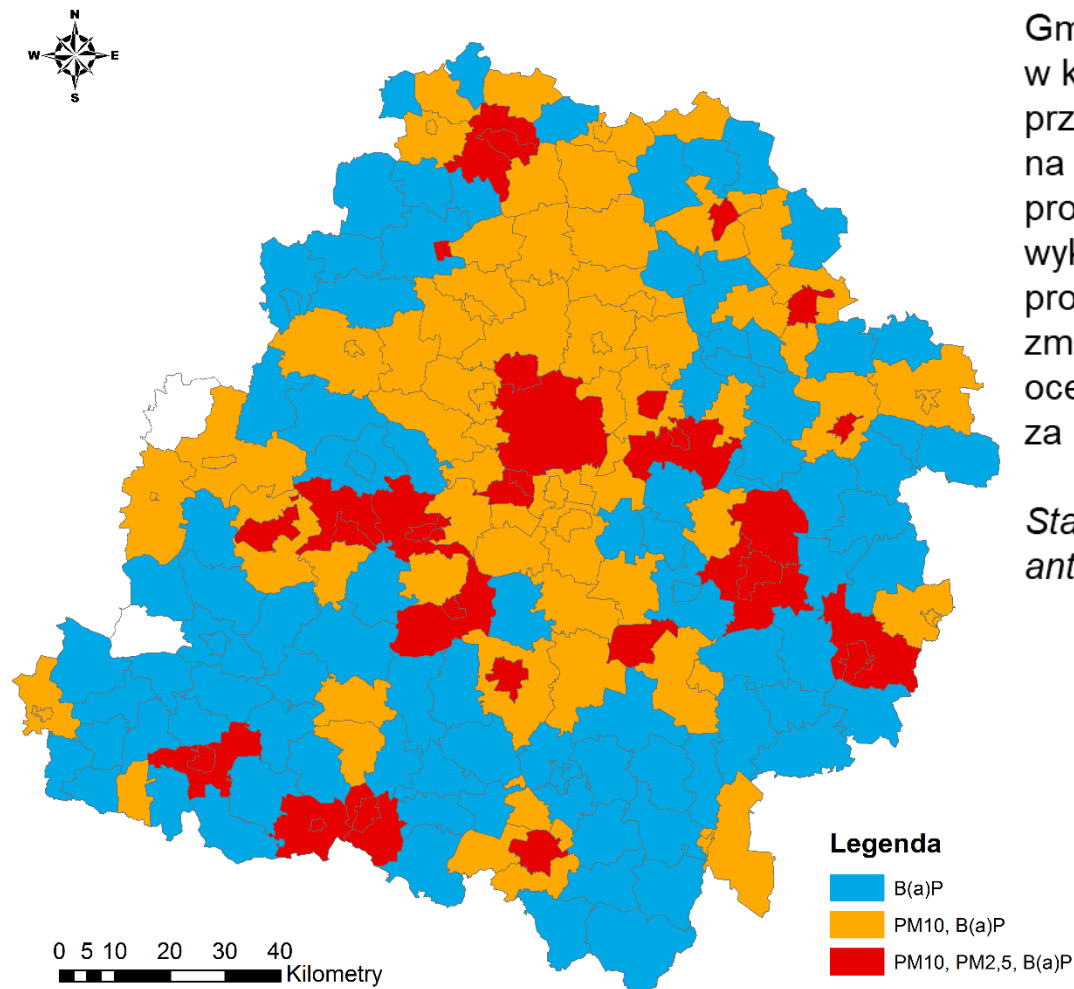 N
W E
S
Gm
w k
prz
na
pro
wyk
pro
zm
oce
za
Sta
ant
Legenda
B(a)P
PM10, B(a)P
PM10, PM2,5, B(a)P
0 5 10 20 30 40
Kilometry